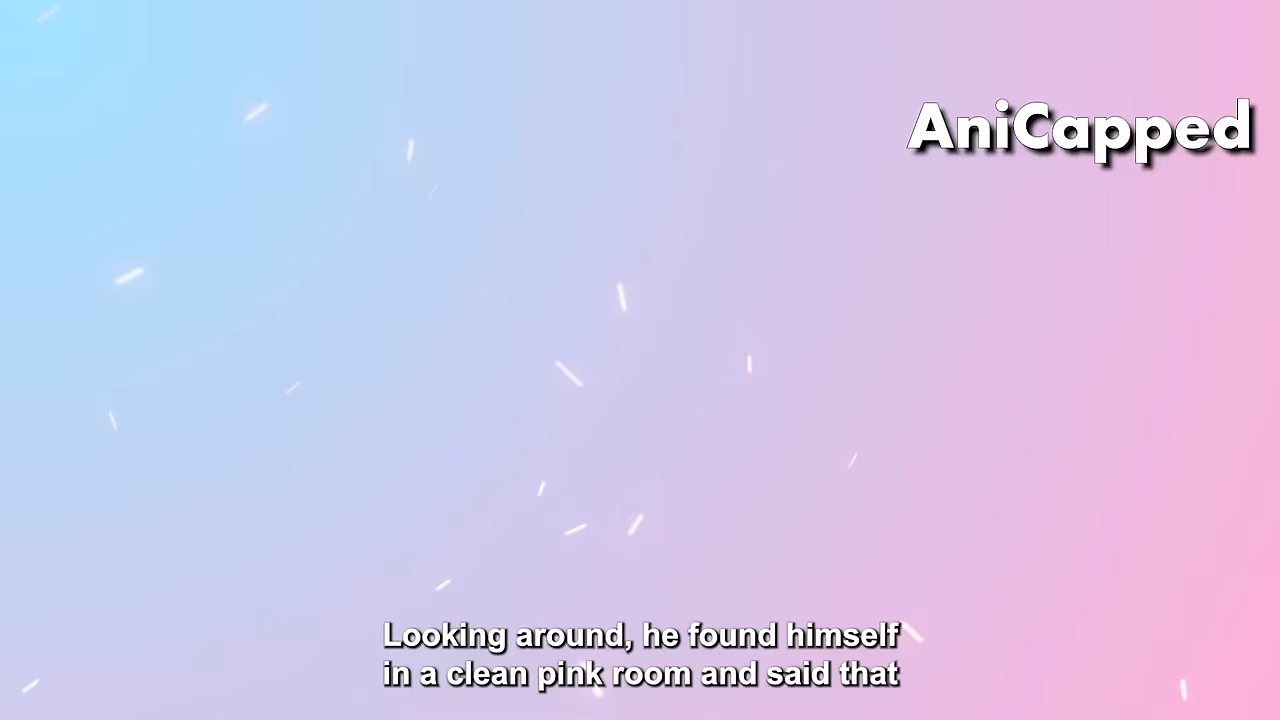 AniCapped
Looking around, he found himself
in a clean pink room and said that